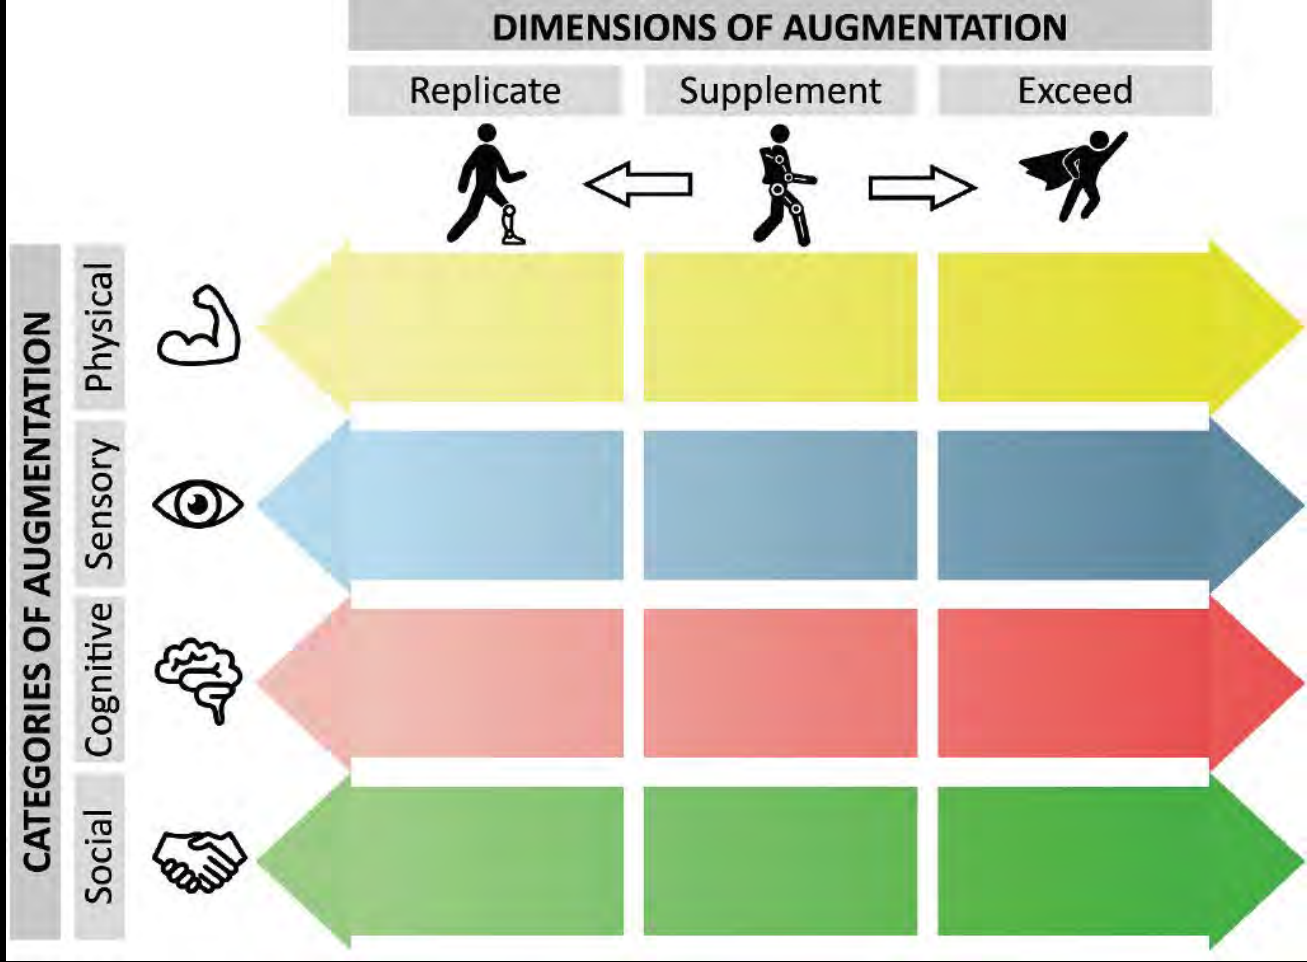 DIMENSIONS OF AUGMENTATION
Replicate
Supplement
Exceed
CATEGORIES OF AUGMENTATION
Physical
Sensory
Cognitive
Social